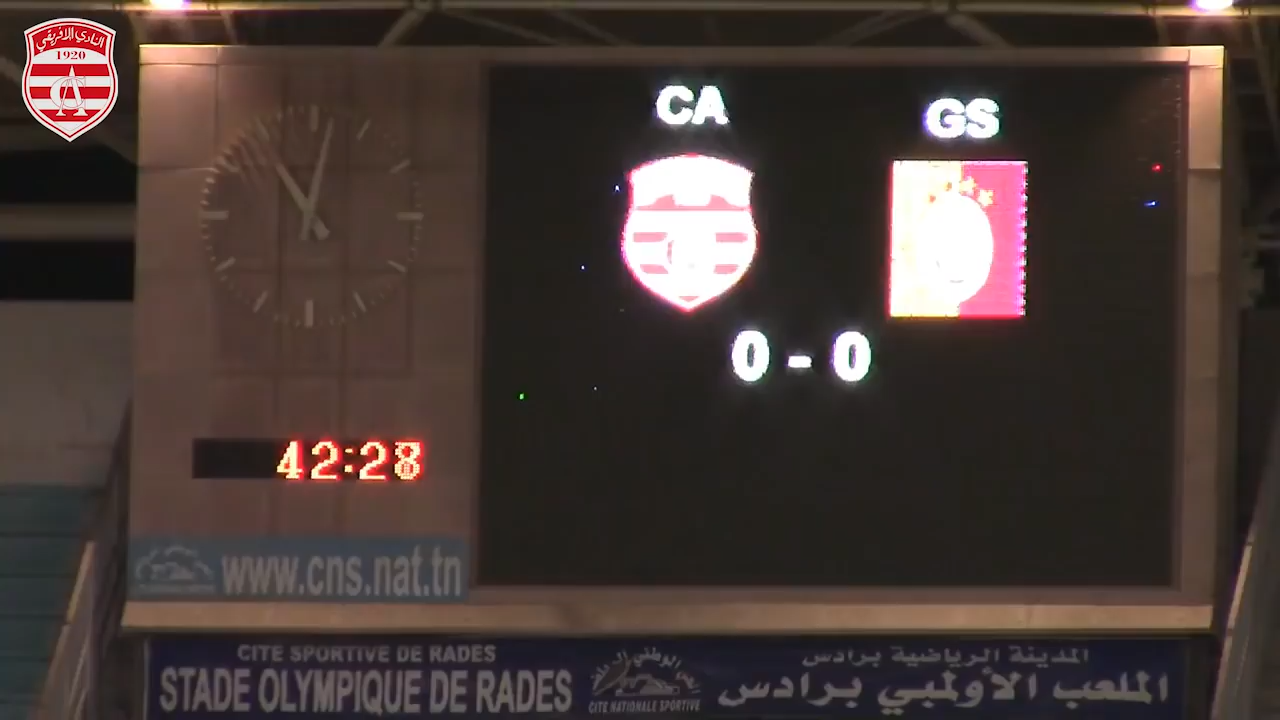 النادي الافريقي
1920
CA
CA GS
0 - 0
42:28
www.cns.nat.tn
CITE SPORTIVE DE RADES
STADE OLYMPIQUE DE RADES
CITE NATIONALE SPORTIVE
المدينة الرياضية برادس
الملعب الأولمبي برادس